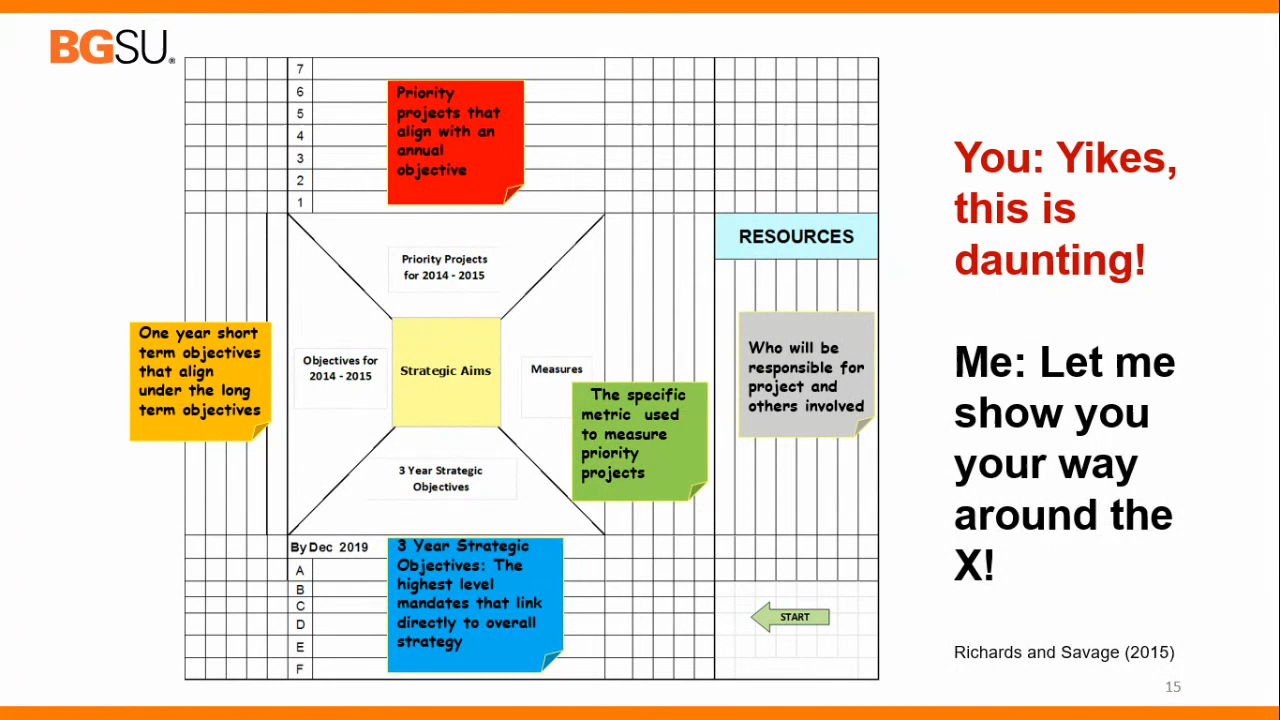 BGSU®
7
6
5
4
3
2
1
Priority
projects that
align with an
annual
objective
Priority Projects
for 2014 - 2015
RESOURCES
One year short
term objectives
that align
under the long
term objectives
Objectives for
2014 - 2015
Strategic Aims
Measures
The specific
metric used
to measure
priority
projects
Who will be
responsible for
project and
others involved
3 Year Strategic
Objectives
By Dec 2019
A
B
C
D
E
F
3 Year Strategic
Objectives: The
highest level
mandates that link
directly to overall
strategy
START
You: Yikes,
this is
daunting!
Me: Let me
show you
your way
around the
X!
Richards and Savage (2015)
15